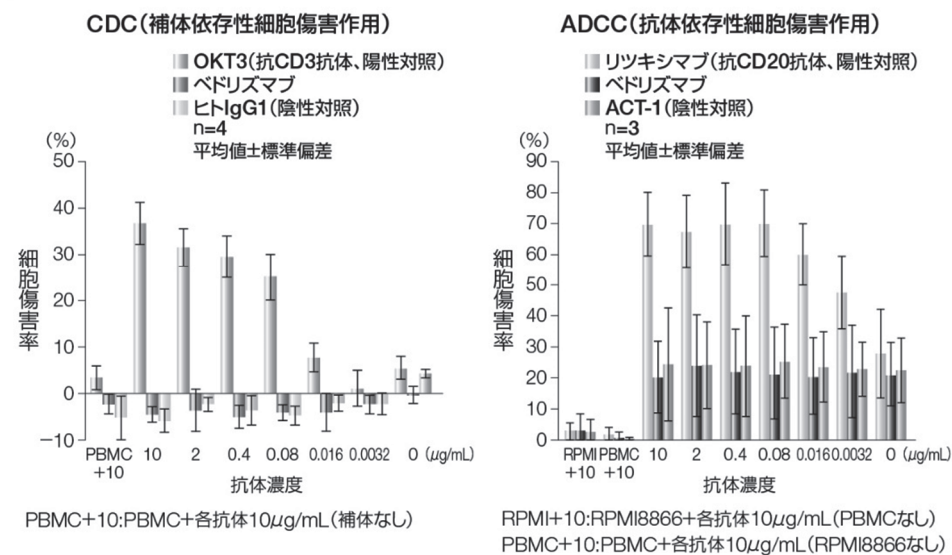 CDC(補体依存性細胞傷害作用)
OKT3(抗CD3抗体、陽性対照)
ベドリズマブ
ヒトIgG1(陰性対照)
n=4
平均値±標準偏差
(%)
50
40
30
20
10
0
−10
細胞傷害率
PBMC+10 10 2 0.4 0.08 0.016 0.0032 0 (μg/mL)
抗体濃度
PBMC+10:PBMC+各抗体10μg/mL(補体なし)
ADCC(抗体依存性細胞傷害作用)
リツキシマブ(抗CD20抗体、陽性対照)
ベドリズマブ
ACT-1(陰性対照)
n=3
平均値±標準偏差
(%)
90
80
70
60
50
40
30
20
10
0
細胞傷害率
RPMI+10 PBMC+10 10 2 0.4 0.08 0.016 0.0032 0 (μg/mL)
抗体濃度
RPMI+10:RPMI8866+各抗体10μg/mL(PBMCなし)
PBMC+10:PBMC+各抗体10μg/mL(RPMI8866なし)